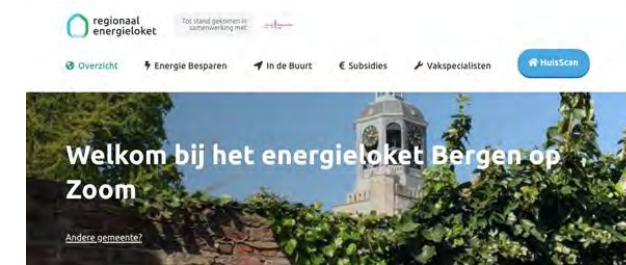 regionaal
energieloket
Tot stand gekomen in
samenwerking met:
Overzicht
Energie Besparen
In de Buurt
€ Subsidies
Vakspecialisten
HuisScan
Welkom bij het energieloket Bergen op
Zoom
Andere gemeente?